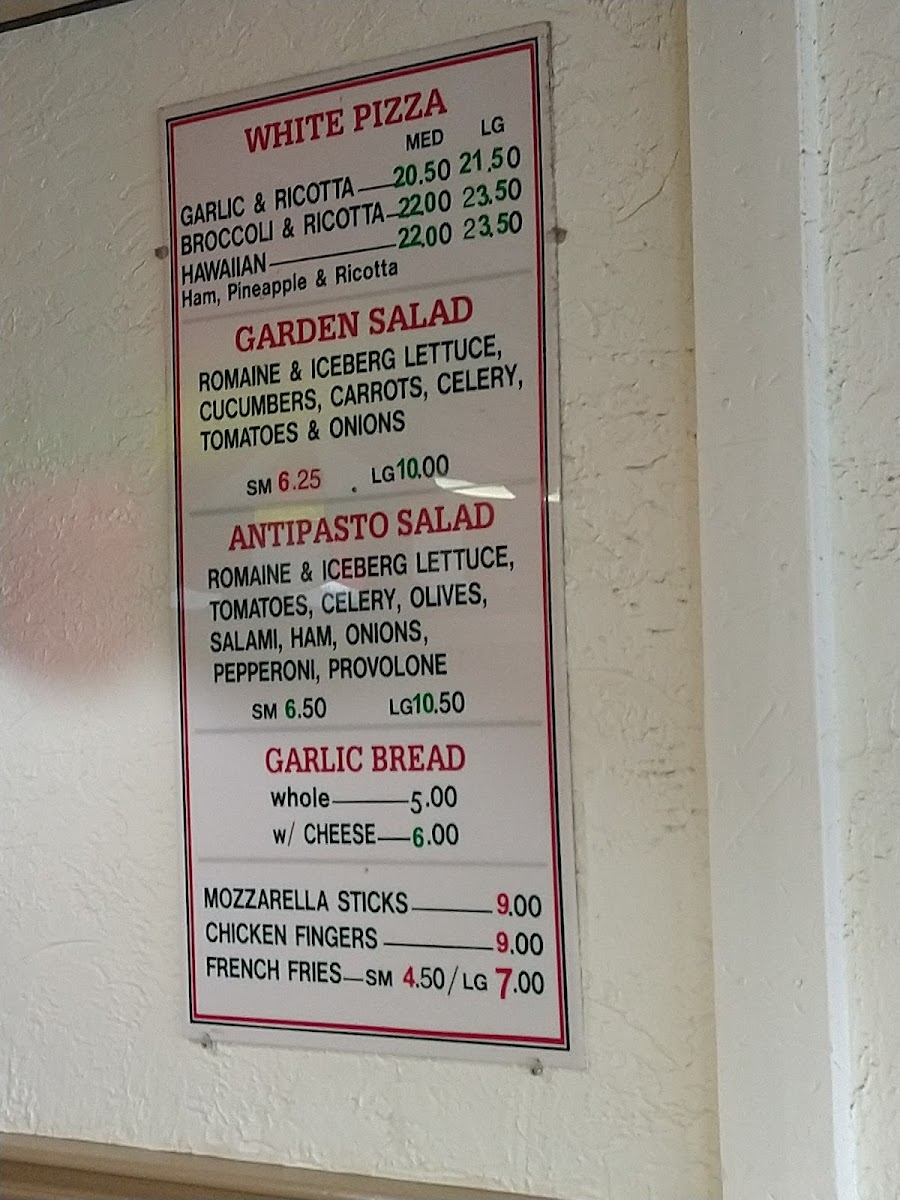 WHITE PIZZA
MED LG
GARLIC & RICOTTA 20.50 21.50
BROCCOLI & RICOTTA 22.00 23.50
HAWAIIAN 22.00 23.50
Ham, Pineapple & Ricotta
GARDEN SALAD
ROMAINE & ICEBERG LETTUCE,
CUCUMBERS, CARROTS, CELERY,
TOMATOES & ONIONS
SM 6.25 LG 10.00
ANTIPASTO SALAD
ROMAINE & ICEBERG LETTUCE,
TOMATOES, CELERY, OLIVES,
SALAMI, HAM, ONIONS,
PEPPERONI, PROVOLONE
SM 6.50 LG 10.50
GARLIC BREAD
whole 5.00
w/ CHEESE 6.00
MOZZARELLA STICKS 9.00
CHICKEN FINGERS 9.00
FRENCH FRIES SM 4.50 / LG 7.00